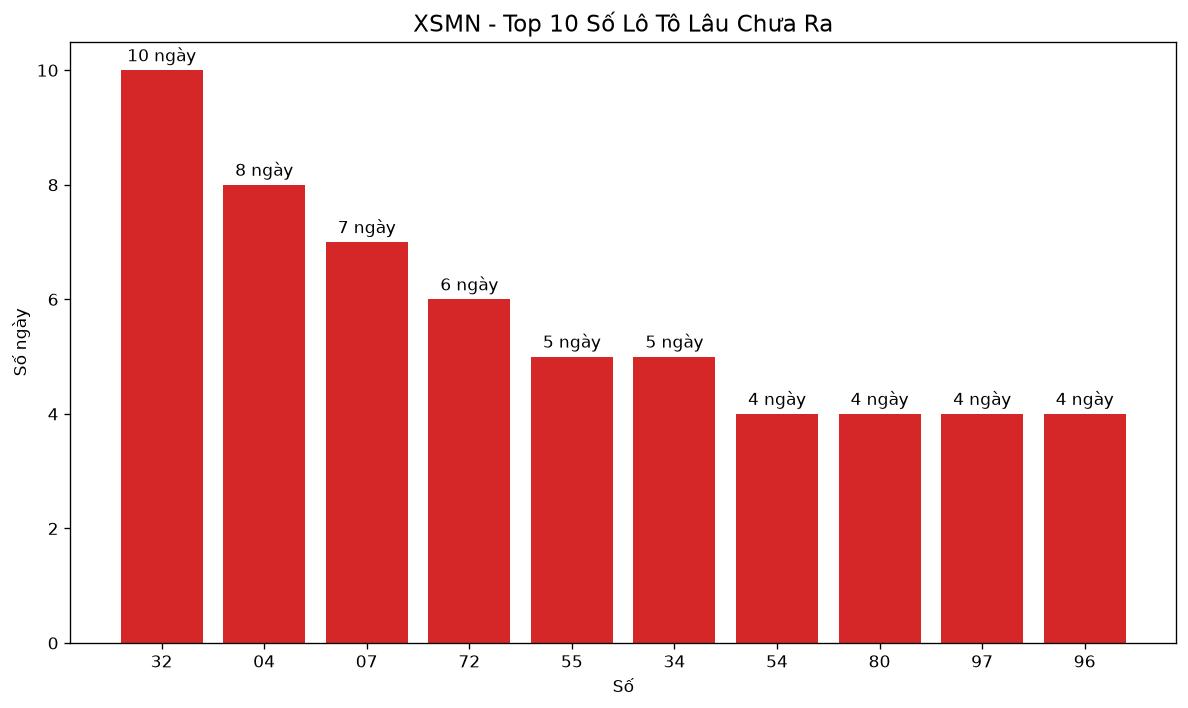 XSMN - Top 10 Số Lô Tô Lâu Chưa Ra
10 ngày
8 ngày
7 ngày
6 ngày
5 ngày
5 ngày
4 ngày
4 ngày
4 ngày
4 ngày
10
8
6
4
2
0
Số ngày
32 04 07 72 55 34 54 80 97 96
Số